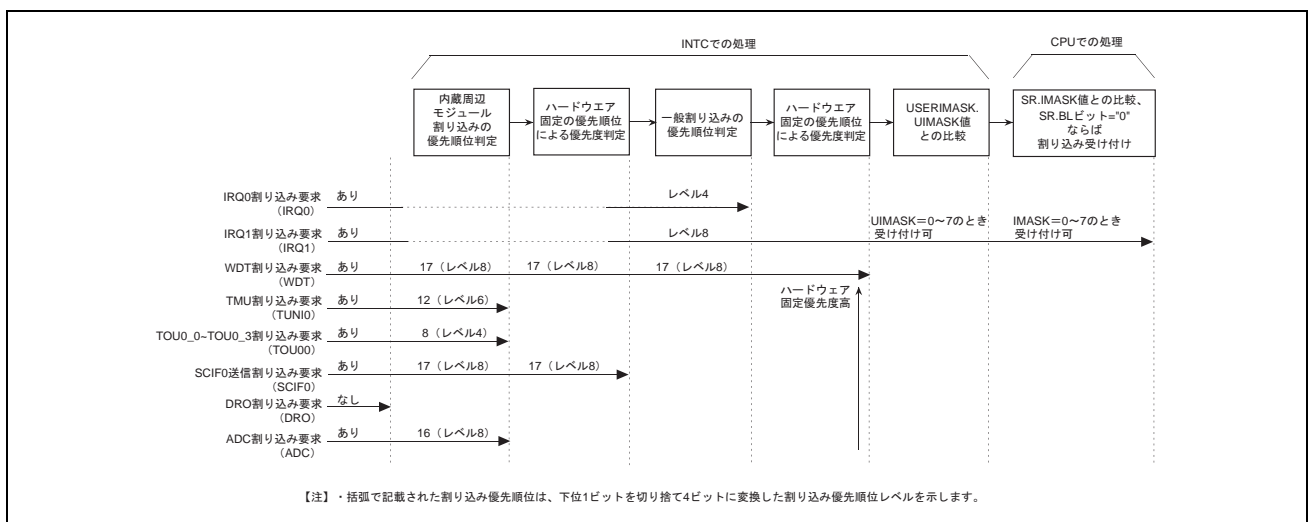 INTCでの処理
CPUでの処理
内蔵周辺
モジュール
割り込みの
優先順位判定
ハードウエア
固定の優先順位
による優先度判定
一般割り込みの
優先順位判定
ハードウエア
固定の優先順位
による優先度判定
USERIMASK.
UIMASK値
との比較
SR.IMASK値との比較、
SR.BLビット="0"
ならば
割り込み受け付け
IRQ0割り込み要求
(IRQ0)
あり
レベル4
IRQ1割り込み要求
(IRQ1)
あり
レベル8
UIMASK=0~7のとき
受け付け可
IMASK=0~7のとき
受け付け可
WDT割り込み要求
(WDT)
あり
17(レベル8)
17(レベル8)
17(レベル8)
ハードウェア
固定優先度高
TMU割り込み要求
(TUNI0)
あり
12(レベル6)
TOU0_0~TOU0_3割り込み要求
(TOU00)
あり
8(レベル4)
SCIF0送信割り込み要求
(SCIF0)
あり
17(レベル8)
17(レベル8)
DRO割り込み要求
(DRO)
なし
ADC割り込み要求
(ADC)
あり
16(レベル8)
【注】・括弧で記載された割り込み優先順位は、下位1ビットを切り捨て4ビットに変換した割り込み優先順位レベルを示します。